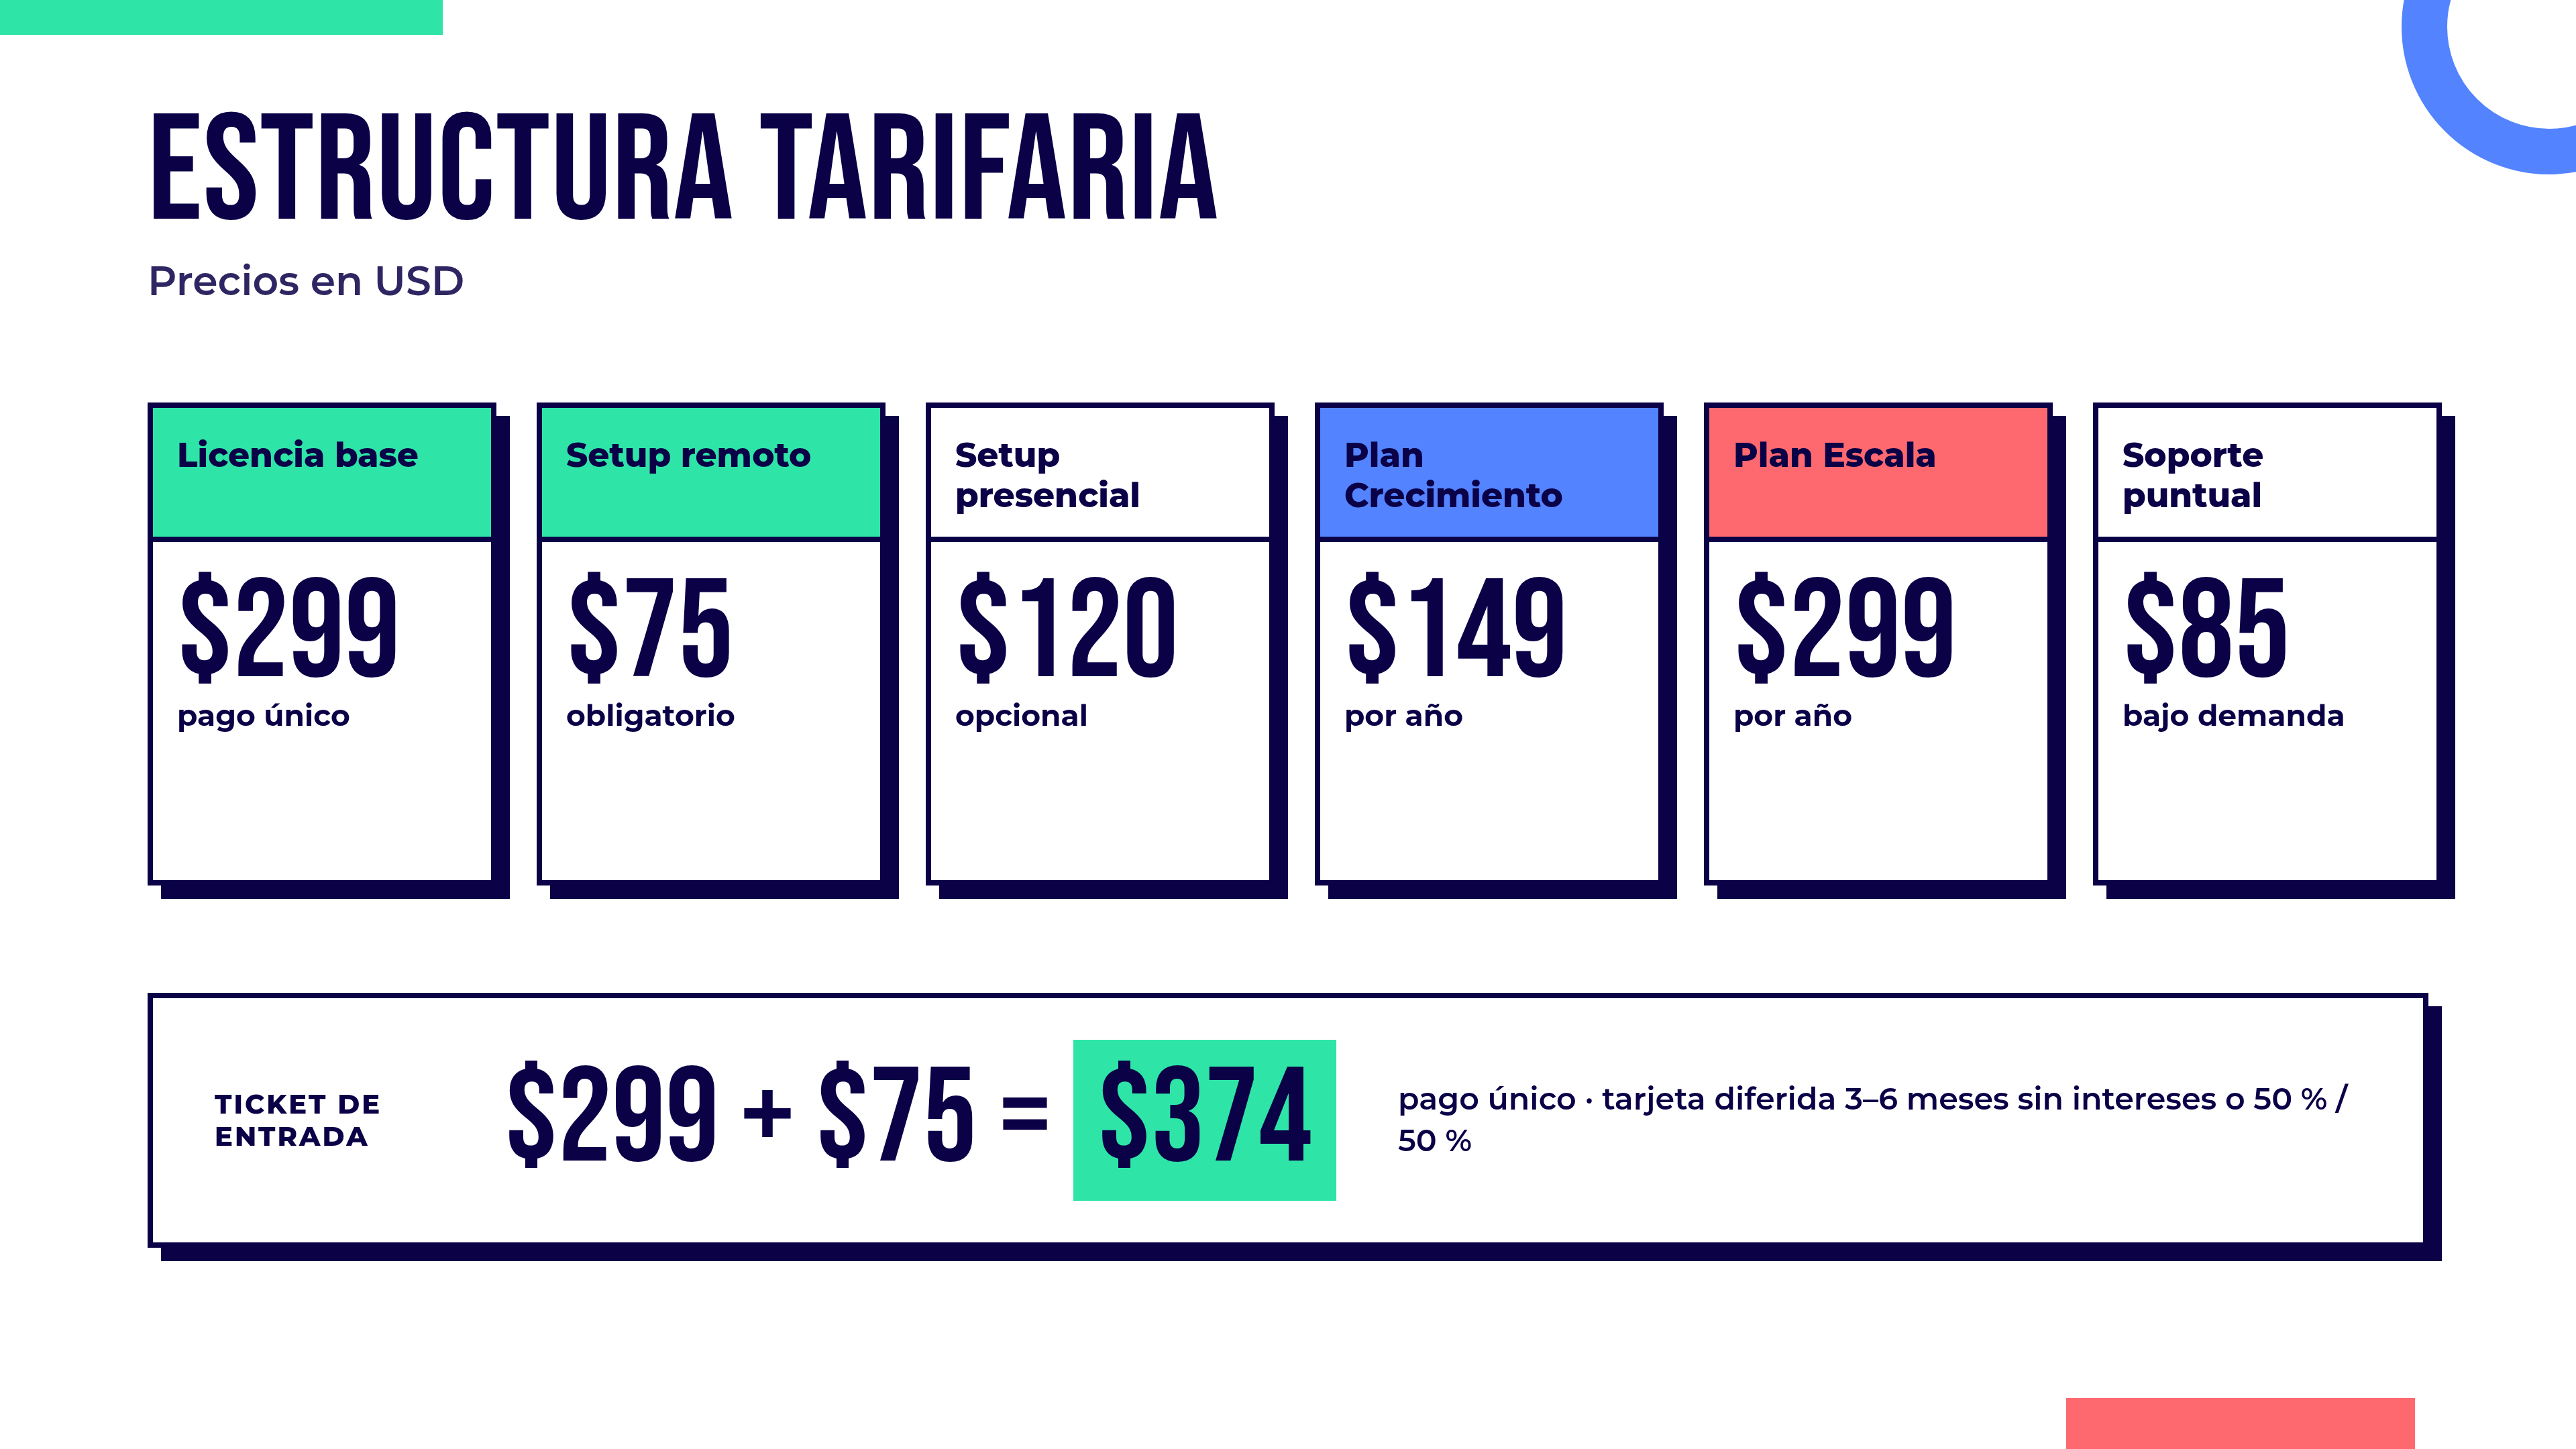 ESTRUCTURA TARIFARIA
Precios en USD
Licencia base
$299
pago único
Setup remoto
$75
obligatorio
Setup
presencial
$120
opcional
Plan
Crecimiento
$149
por año
Plan Escala
$299
por año
Soporte
puntual
$85
bajo demanda
TICKET DE
ENTRADA
$299 + $75 = $374
pago único · tarjeta diferida 3–6 meses sin intereses o 50 % /
50 %